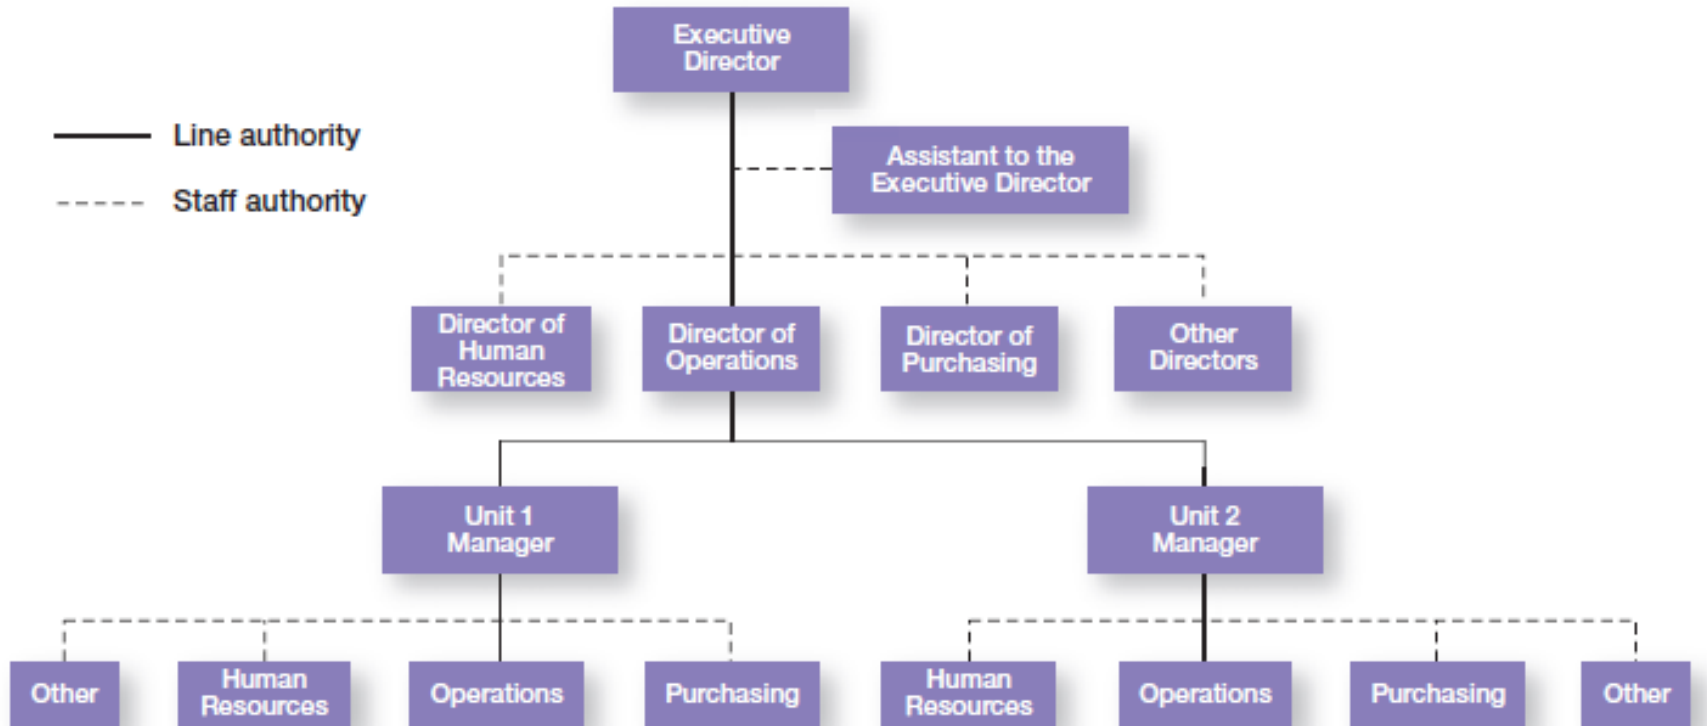 Executive
Director
Line authority
Assistant to the
Executive Director
Staff authority
Director of
Human
Resources
Director of
Operations
Director of
Purchasing
Other
Directors
Unit 1
Manager
Unit 2
Manager
Other
Human
Resources
Operations
Purchasing
Human
Resources
Operations
Purchasing
Other